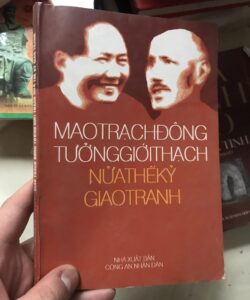 MAOTRẠCHĐÔNG
TƯỞNGGIỚITHẠCH
NỬATHẾKỶ
GIAOTRANH
NHÀ XUẤT BẢN
CÔNG AN NHÂN DÂN